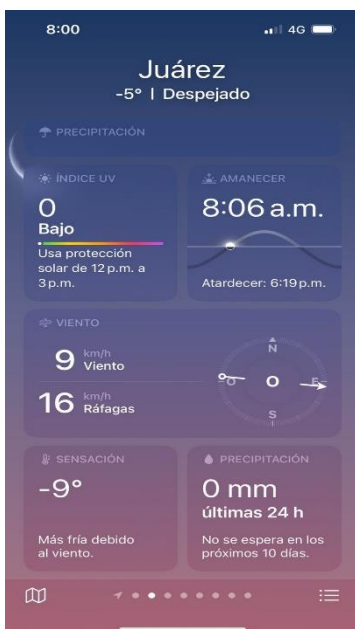 8:00
4G
Juárez
-5° | Despejado
PRECIPITACIÓN
ÍNDICE UV
0
Bajo
Usa protección
solar de 12 p.m. a
3 p.m.
AMANECER
8:06 a.m.
Atardecer: 6:19 p.m.
VIENTO
9 km/h
Viento
16 km/h
Ráfagas
N
O O E
S
SENSACIÓN
-9°
Más fría debido
al viento.
PRECIPITACIÓN
0 mm
últimas 24 h
No se espera en los
próximos 10 días.